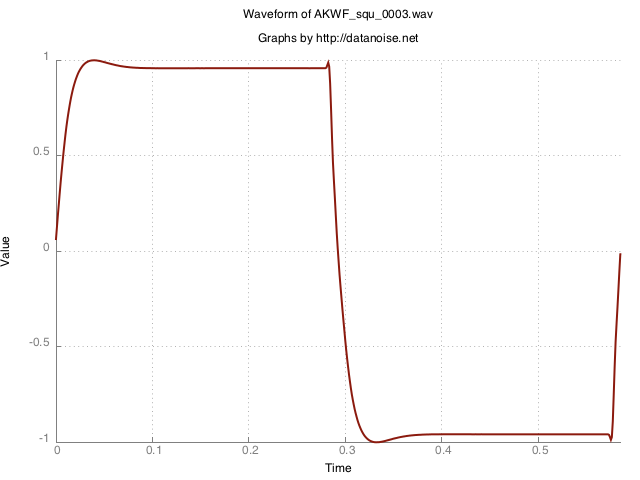 Waveform of AKWF_squ_0003.wav
Graphs by http://datanoise.net
1
0.5
0
-0.5
-1
Value
0 0.1 0.2 0.3 0.4 0.5
Time